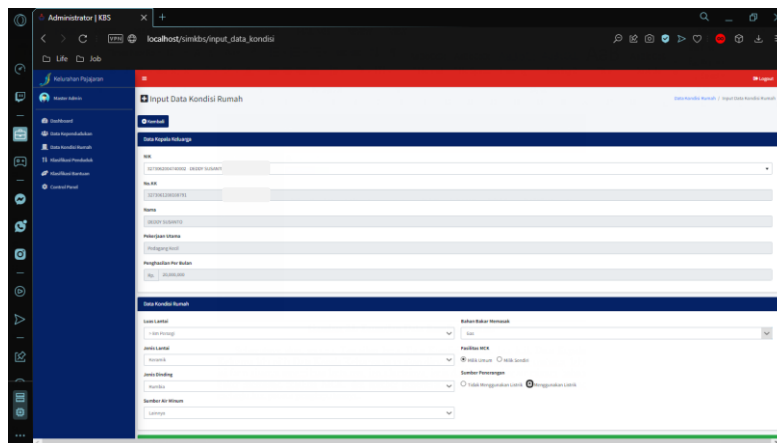 Administrator | KBS
VPN localhost/simkbs/input_data_kondisi
Life Job
Kelurahan Pajajaran
Logout
Master Admin
Input Data Kondisi Rumah
Data Kondisi Rumah / Input Data Kondisi Rumah
Dashboard
Data Kependudukan
Data Kondisi Rumah
Klasifikasi Penduduk
Klasifikasi Bantuan
Control Panel
Kembali
Data Kepala Keluarga
NIK
No KK
Nama
Pekerjaan Utama
Pedagang Kecil
Penghasilan Per Bulan
Rp.
Data Kondisi Rumah
Luas Lantai
Jenis Lantai
Keramik
Jenis Dinding
Bambu
Sumber Air Minum
Lainnya
Bahan Bakar Memasak
Gas
Fasilitas MCK
Milik Umum Milik Sendiri
Sumber Penerangan
Tidak Menggunakan Listrik Menggunakan Listrik